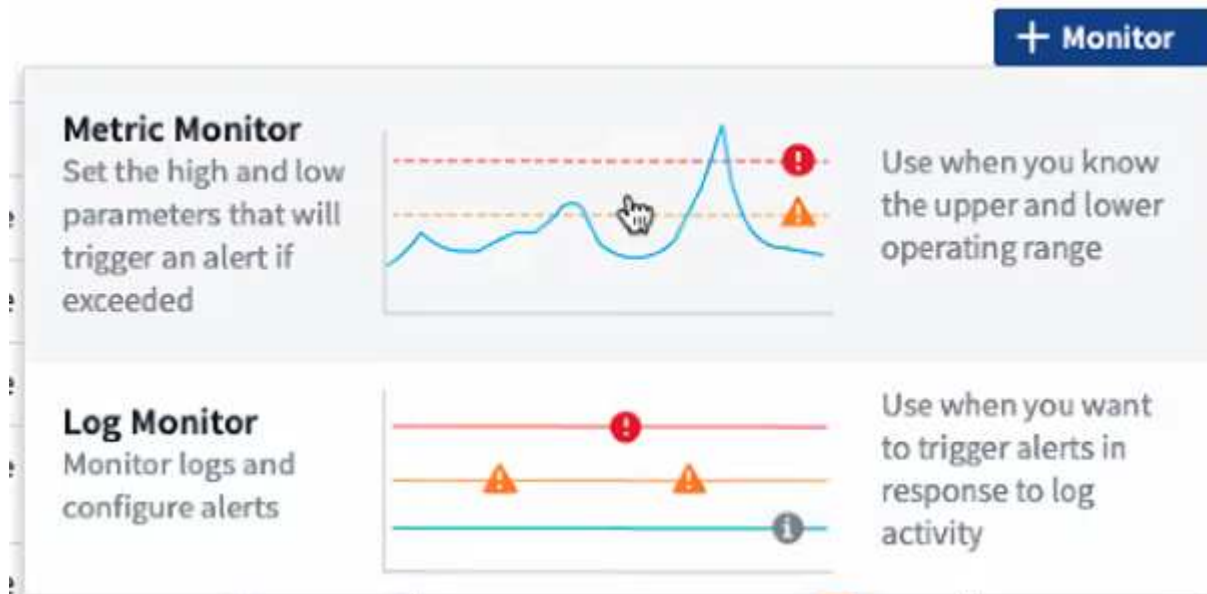 + Monitor
Metric Monitor
Set the high and low
parameters that will
trigger an alert if
exceeded
Use when you know
the upper and lower
operating range
Log Monitor
Monitor logs and
configure alerts
Use when you want
to trigger alerts in
response to log
activity